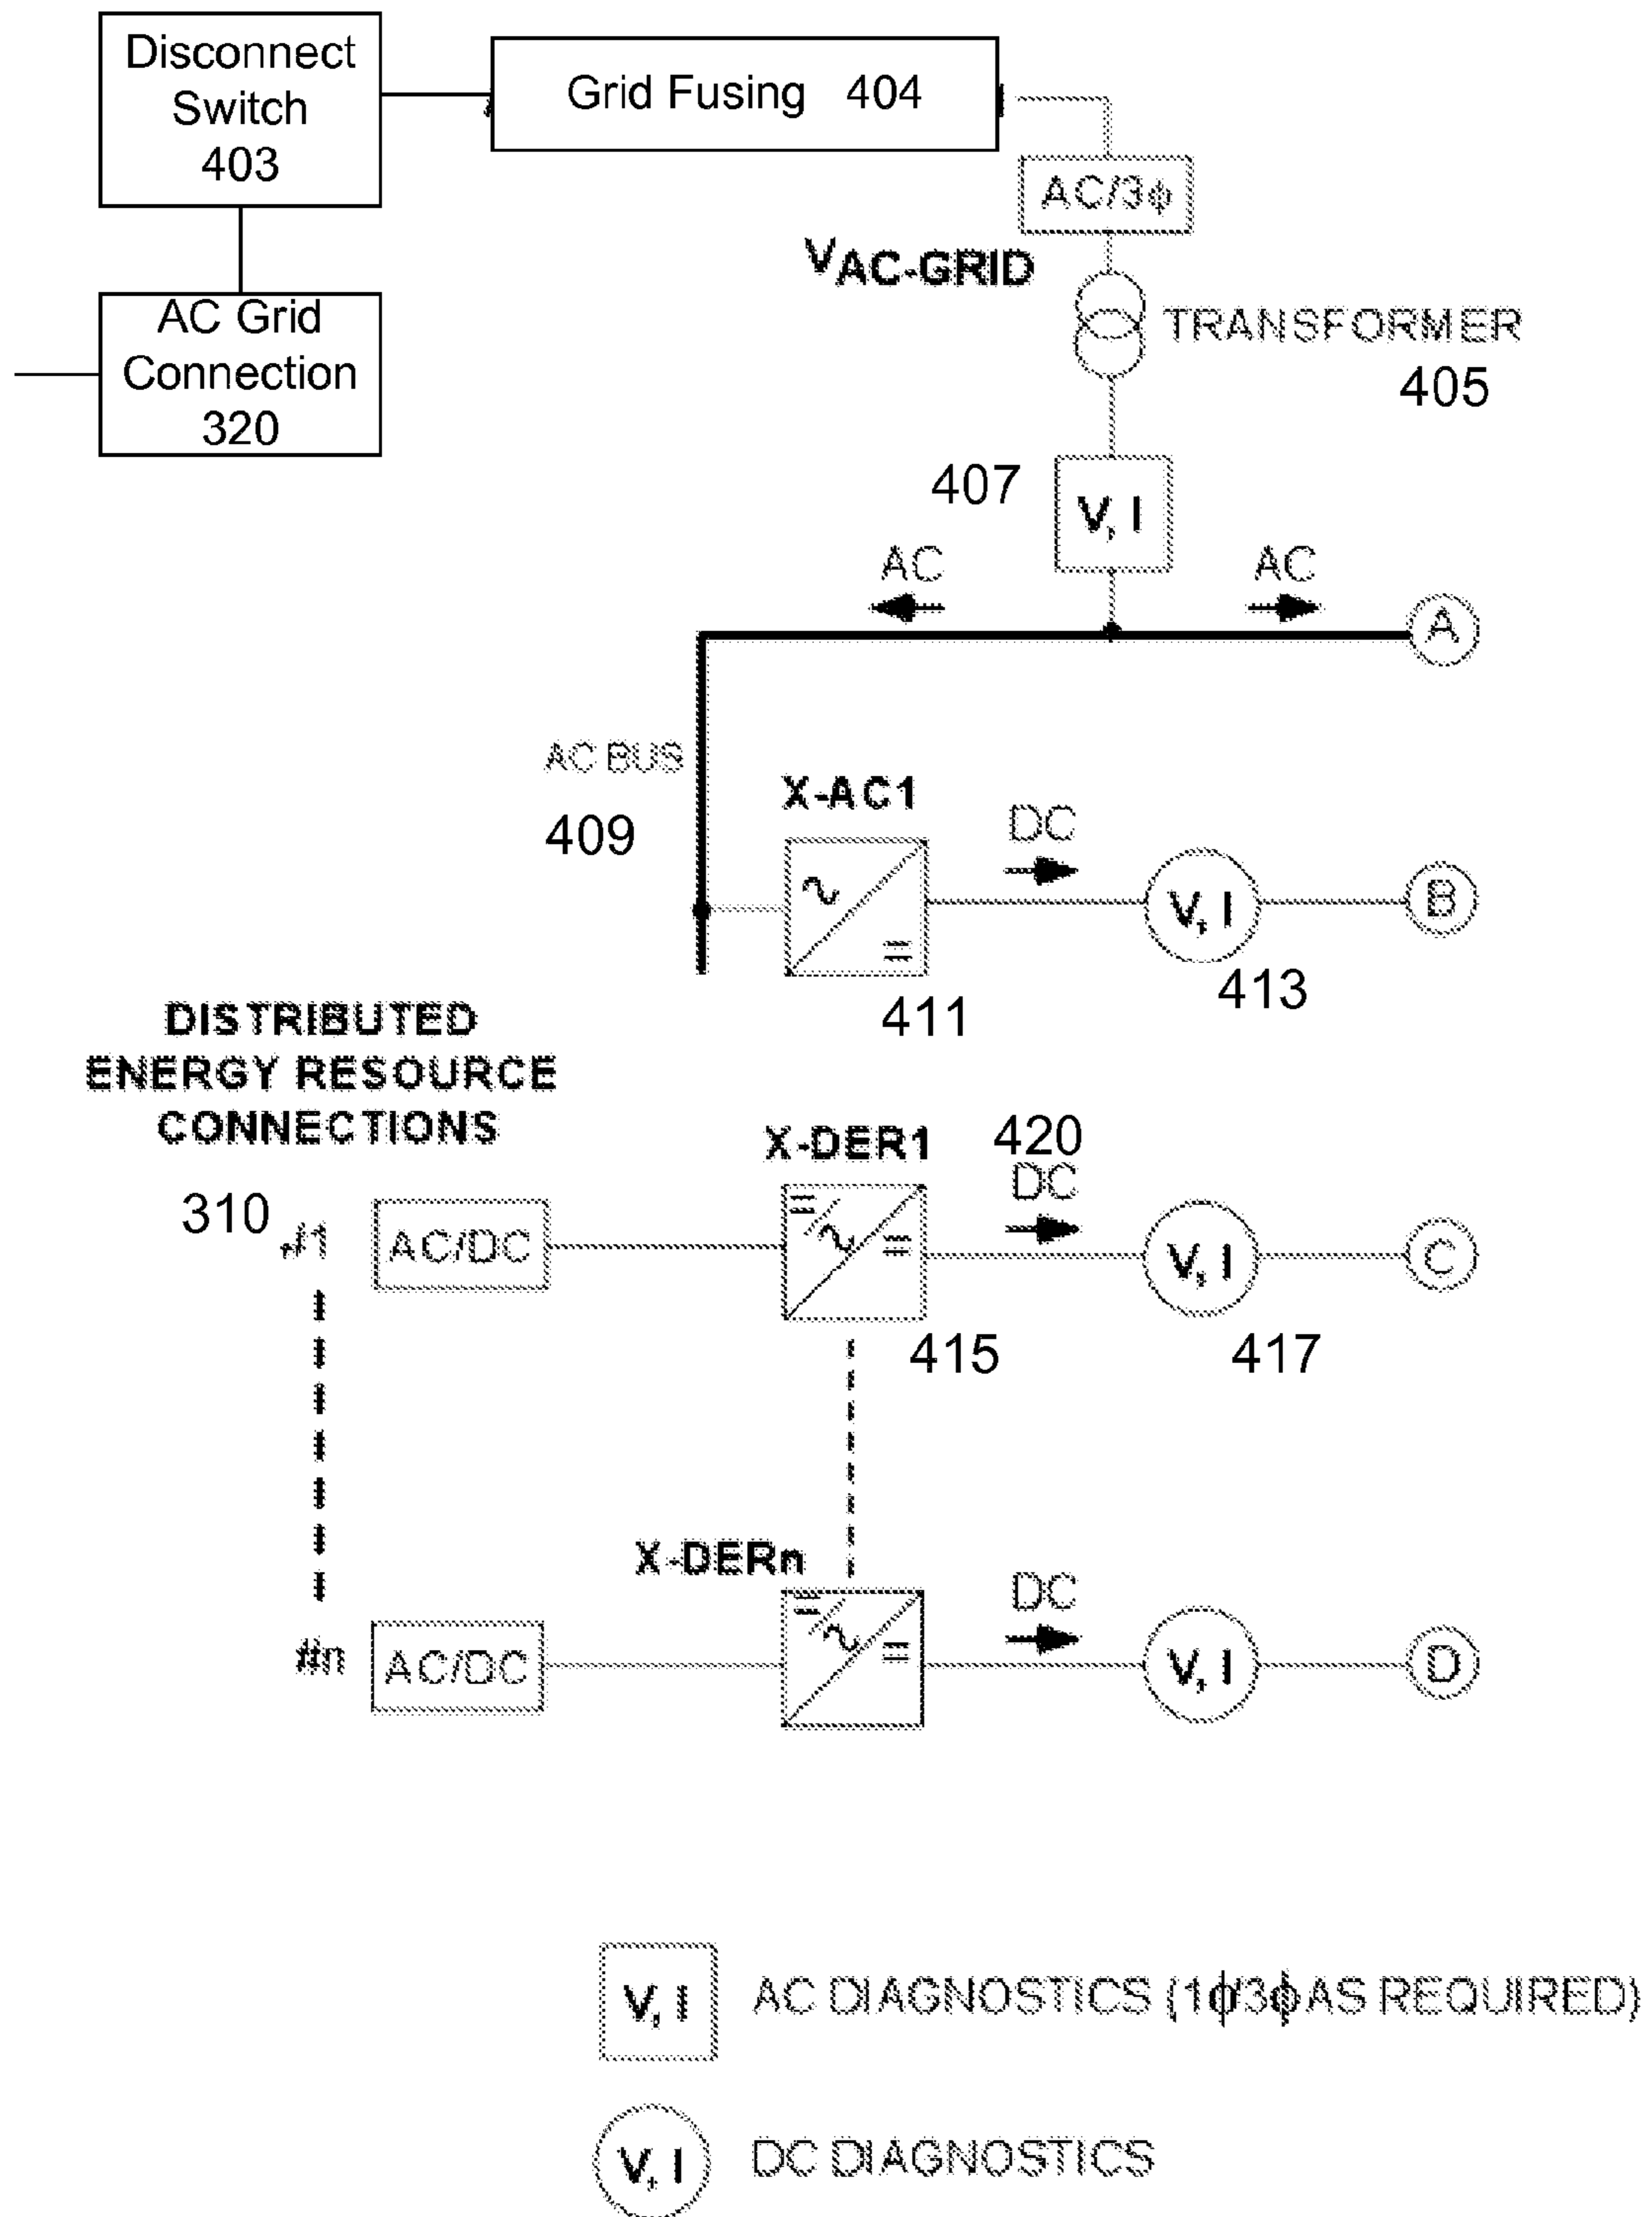 Disconnect
Switch
403
Grid Fusing 404
AC/3ϕ
VAC-GRID
AC Grid
Connection
320
TRANSFORMER
405
407
V, I
AC
AC
A
AC BUS
409
X-AC1
DC
V, I
B
411
413
DISTRIBUTED
ENERGY RESOURCE
CONNECTIONS
310
#1
AC/DC
X-DER1
420
DC
V, I
C
415
417
X-DERn
#n
AC/DC
DC
V, I
D
V, I
AC DIAGNOSTICS (1ϕ/3ϕ AS REQUIRED)
V, I
DC DIAGNOSTICS